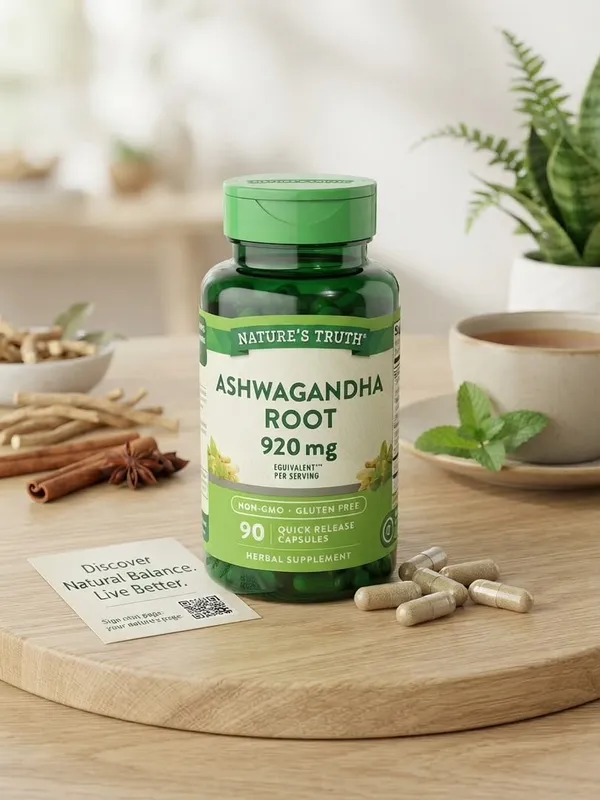 NATURE'S TRUTH®
ASHWAGANDHA
ROOT
920 mg
EQUIVALENT***
PER SERVING
NON-GMO • GLUTEN FREE
90 QUICK RELEASE
CAPSULES
HERBAL SUPPLEMENT
Discover
Natural Balance.
Live Better.